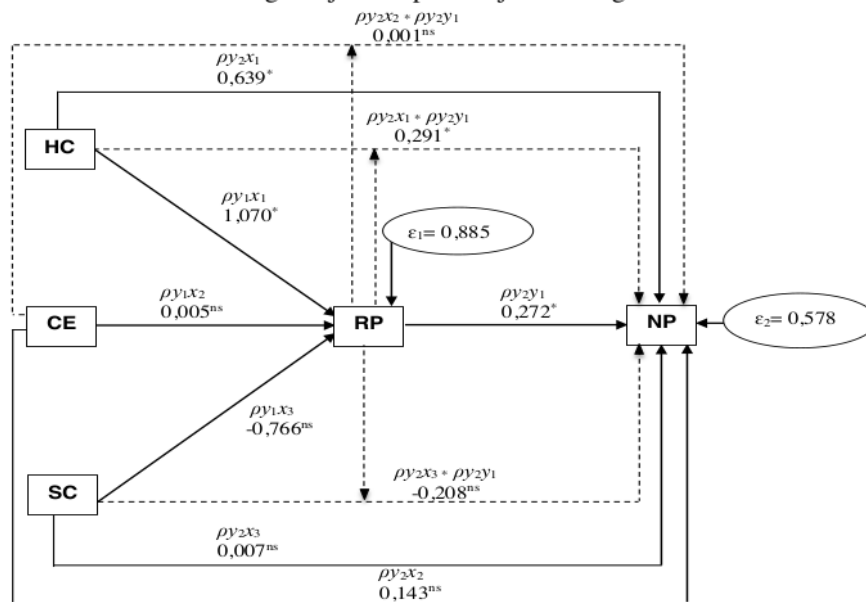 ρy₂x₂ * ρy₂y₁
0,001ⁿˢ
ρy₂x₁
0,639*
ρy₂x₁ * ρy₂y₁
0,291*
HC
ρy₁x₁
1,070*
ε₁= 0,885
ρy₁x₂
0,005ⁿˢ
CE
RP
ρy₂y₁
0,272*
NP
ε₂= 0,578
ρy₁x₃
-0,766ⁿˢ
ρy₂x₃ * ρy₂y₁
-0,208ⁿˢ
SC
ρy₂x₃
0,007ⁿˢ
ρy₂x₂
0,143ⁿˢ